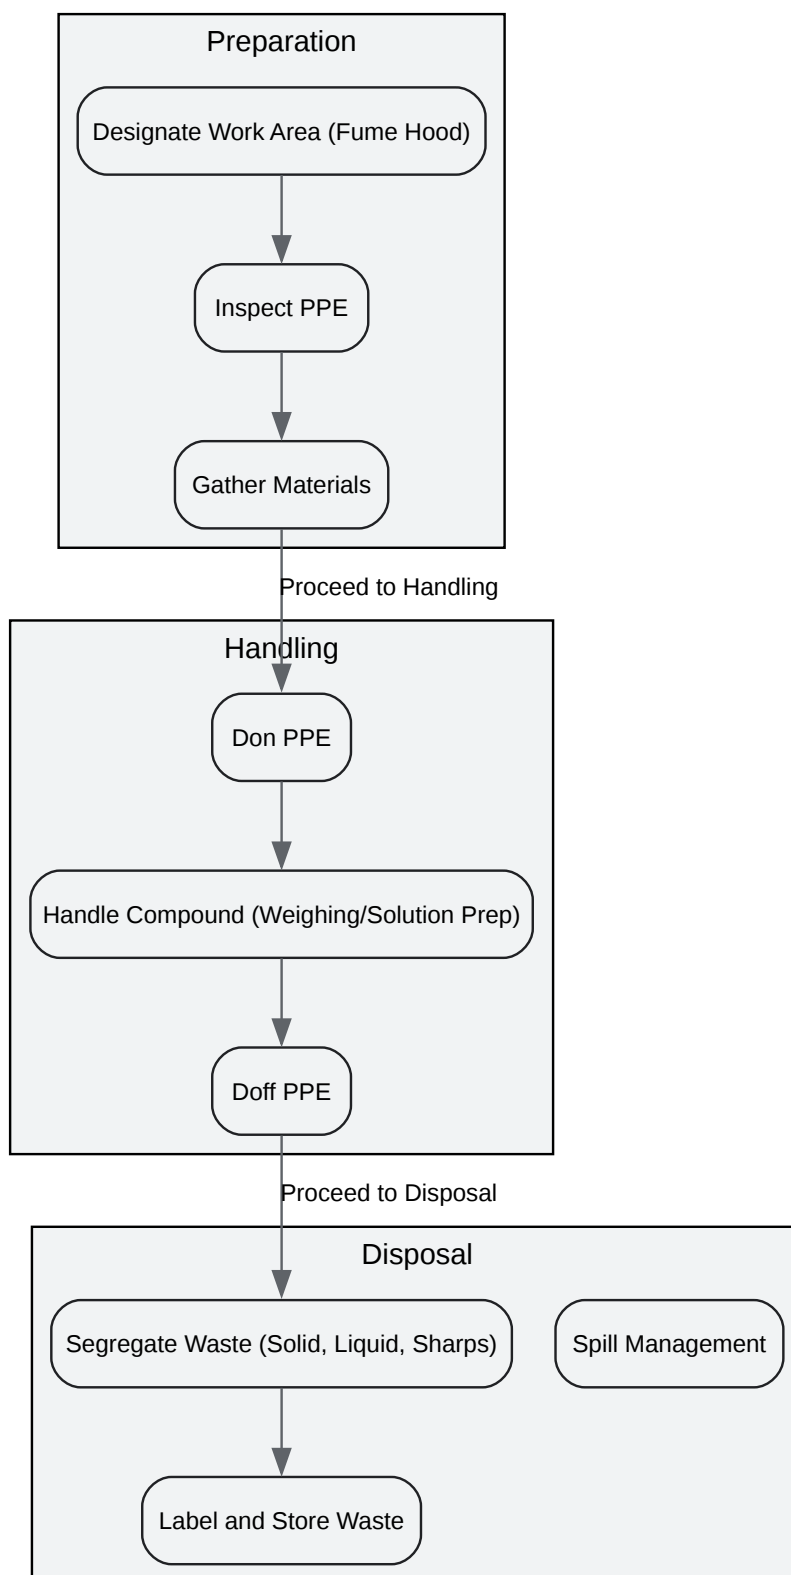 Preparation
Designate Work Area (Fume Hood)
Inspect PPE
Gather Materials
Proceed to Handling
Handling
Don PPE
Handle Compound (Weighing/Solution Prep)
Doff PPE
Proceed to Disposal
Disposal
Segregate Waste (Solid, Liquid, Sharps)
Spill Management
Label and Store Waste